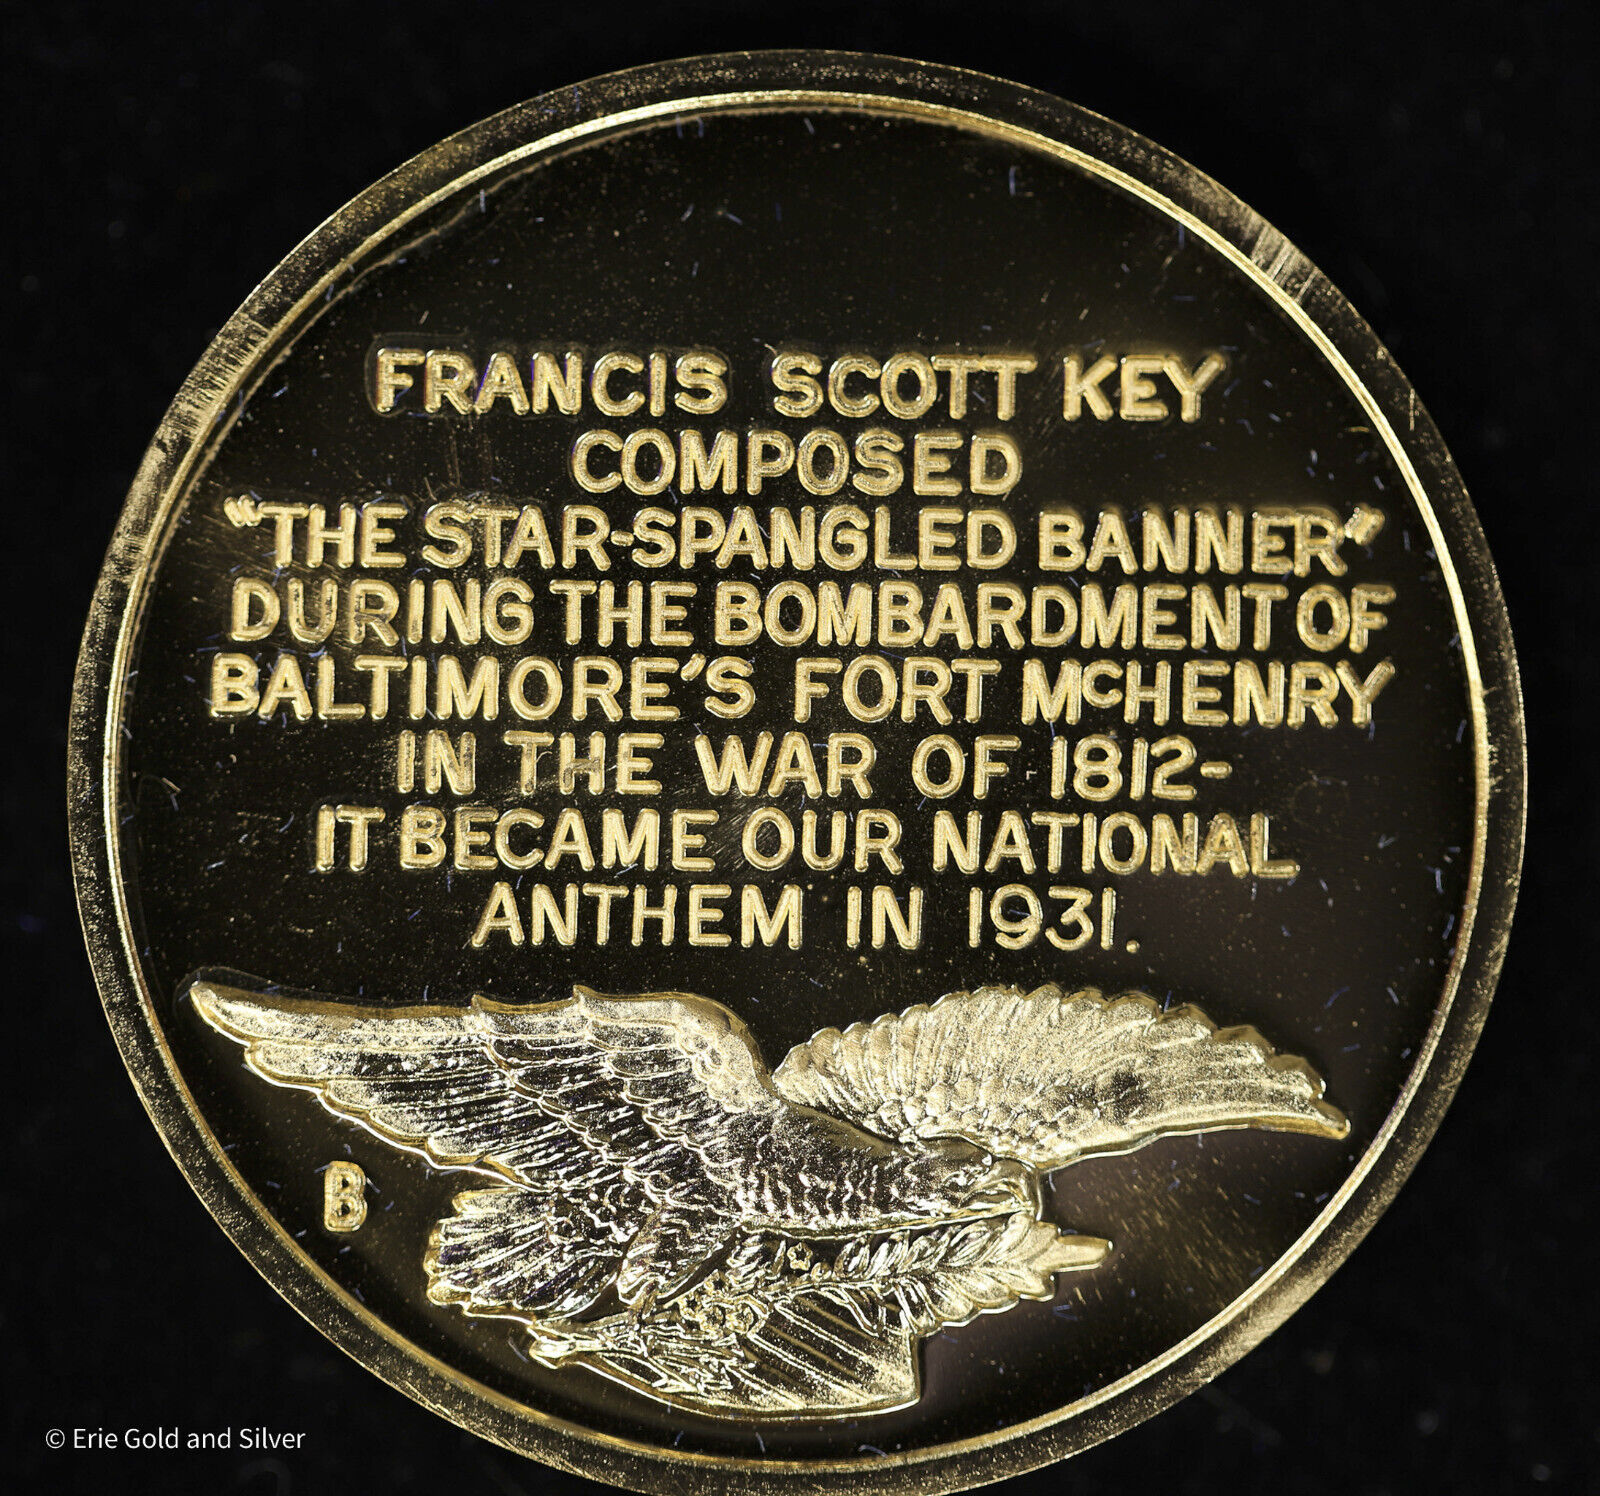 FRANCIS SCOTT KEY
COMPOSED
"THE STAR-SPANGLED BANNER"
DURING THE BOMBARDMENT OF
BALTIMORE'S FORT McHENRY
IN THE WAR OF 1812-
IT BECAME OUR NATIONAL
ANTHEM IN 1931.
B
© Erie Gold and Silver